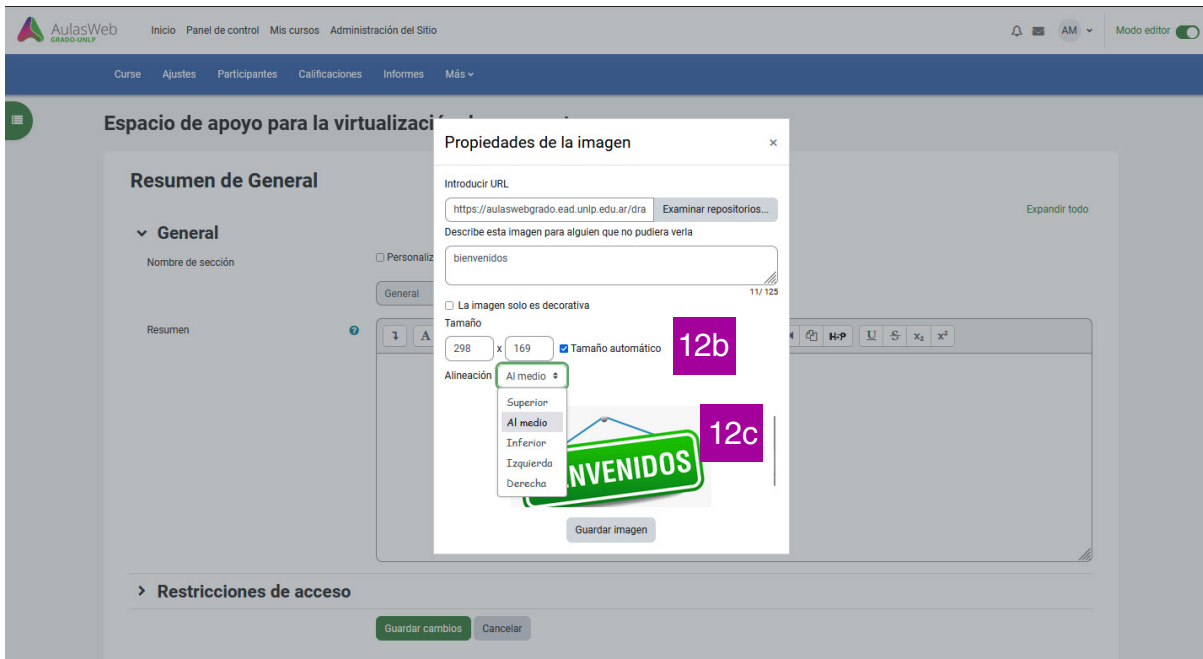 AulasWeb
GRADO-UNLP
Inicio Panel de control Mis cursos Administración del Sitio
AM
Modo editor
Curse Ajustes Participantes Calificaciones Informes Más
Espacio de apoyo para la virtualizaci
Propiedades de la imagen
×
Resumen de General
Introducir URL
https://aulaswebgrado.ead.unlp.edu.ar/dra
Examinar repositorios...
Expandir todo
Describe esta imagen para alguien que no pudiera verla
General
Nombre de sección
Personaliz
bienvenidos
General
11/ 125
La imagen solo es decorativa
Resumen
Tamaño
A
298 x 169 Tamaño automático
12b
H-P U S x₂ x²
Alineación Al medio
Superior
Al medio
Inferior
Izquierda
Derecha
12c
NVENIDOS
Guardar imagen
Restricciones de acceso
Guardar cambios Cancelar